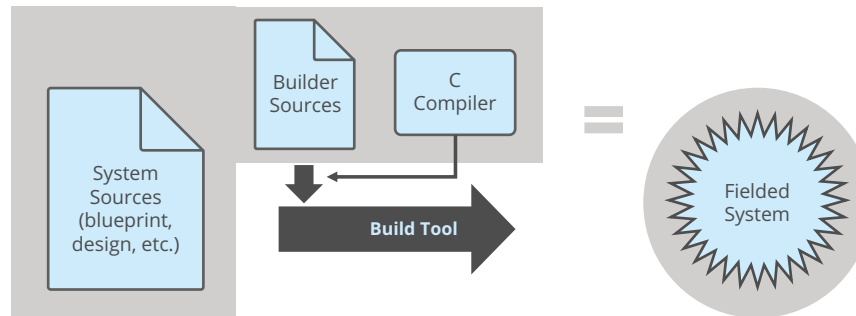 Builder
Sources
C
Compiler
System
Sources
(blueprint,
design, etc.)
Build Tool
Fielded
System